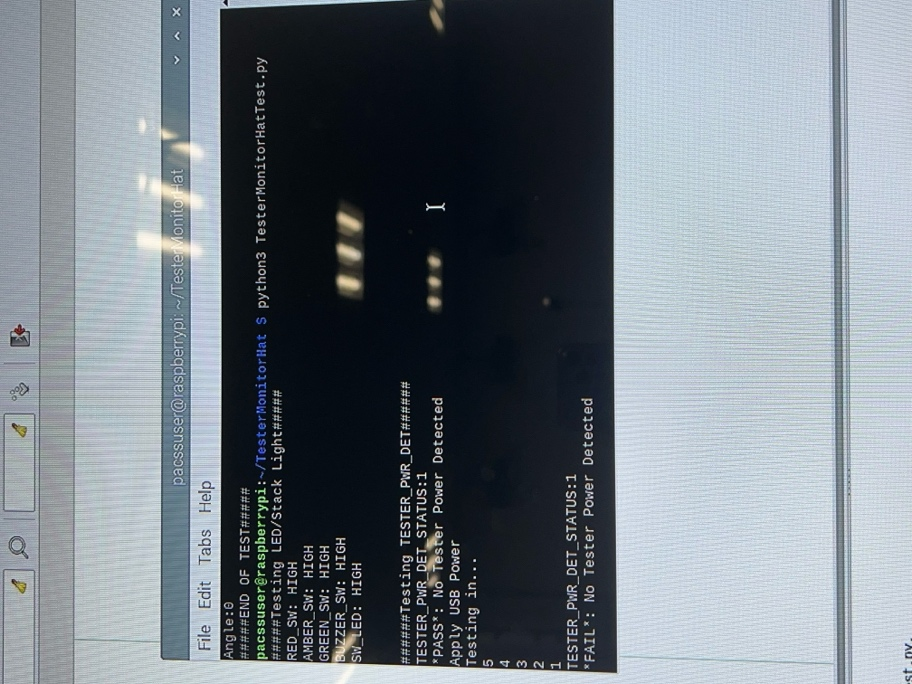 pacssuser@raspberrypi: ~/TesterMonitorHat
File Edit Tabs Help
Angle:0
#####END OF TEST#####
pacssuser@raspberrypi:~/TesterMonitorHat $ python3 TesterMonitorHatTest.py
#####Testing LED/Stack Light#####
RED_SW: HIGH
AMBER_SW: HIGH
GREEN_SW: HIGH
BUZZER_SW: HIGH
SW_LED: HIGH
######Testing TESTER_PWR_DET######
TESTER_PWR_DET_STATUS:1
*PASS*: No Tester Power Detected
Apply USB Power
Testing in...
5
4
3
2
1
TESTER_PWR_DET_STATUS:1
*FAIL*: No Tester Power Detected